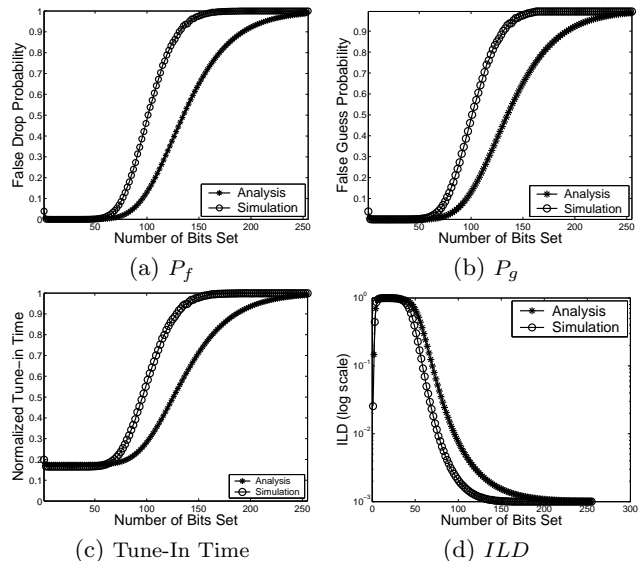 1
0.9
0.8
0.7
0.6
0.5
0.4
0.3
0.2
0.1
0
50 100 150 200 250
False Drop Probability
Number of Bits Set
Analysis
Simulation
(a) P_f
0.9
0.8
0.7
0.6
0.5
0.4
0.3
0.2
0.1
0
50 100 150 200 250
False Guess Probability
Number of Bits Set
Analysis
Simulation
(b) P_g
1
0.9
0.8
0.7
0.6
0.5
0.4
0.3
0.2
0.1
0
50 100 150 200 250
Normalized Tune-in Time
Number of Bits Set
Analysis
Simulation
(c) Tune-In Time
10^0
10^-1
10^-2
10^-3
0 50 100 150 200 250 300
ILD (log scale)
Number of Bits Set
Analysis
Simulation
(d) ILD